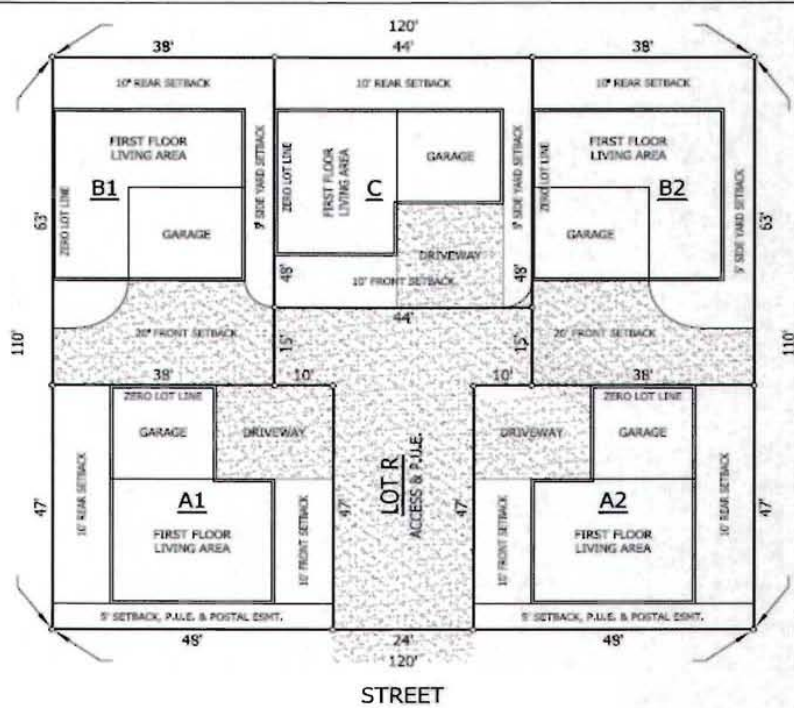 120'
38'
44'
38'
10' REAR SETBACK
10' REAR SETBACK
10' REAR SETBACK
FIRST FLOOR
LIVING AREA
ZERO LOT LINE
B1
GARAGE
5' SIDE YARD SETBACK
ZERO LOT LINE
FIRST FLOOR
LIVING AREA
C
GARAGE
5' SIDE YARD SETBACK
DRIVEWAY
48'
10' FRONT SETBACK
48'
ZERO LOT LINE
FIRST FLOOR
LIVING AREA
B2
GARAGE
5' SIDE YARD SETBACK
63'
63'
110'
110'
20' FRONT SETBACK
44'
15'
15'
20' FRONT SETBACK
38'
10'
10'
38'
ZERO LOT LINE
GARAGE
DRIVEWAY
10' REAR SETBACK
A1
FIRST FLOOR
LIVING AREA
10' FRONT SETBACK
47'
47'
LOT R
ACCESS & P.U.E.
47'
DRIVEWAY
ZERO LOT LINE
GARAGE
10' FRONT SETBACK
A2
FIRST FLOOR
LIVING AREA
10' REAR SETBACK
47'
5' SETBACK, P.U.E. & POSTAL ESMT.
5' SETBACK, P.U.E. & POSTAL ESMT.
48'
24'
48'
120'
STREET